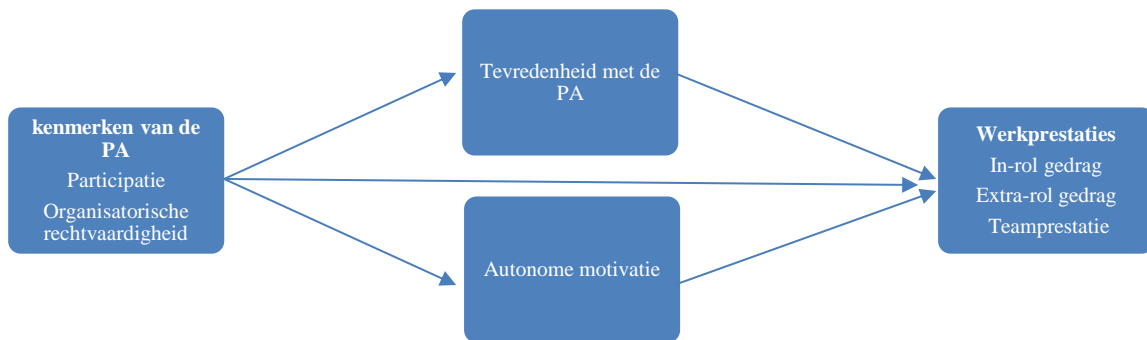 kenmerken van de
PA
Participatie
Organisatorische
rechtvaardigheid
Tevredenheid met de
PA
Autonome motivatie
Werkprestaties
In-rol gedrag
Extra-rol gedrag
Teamprestatie